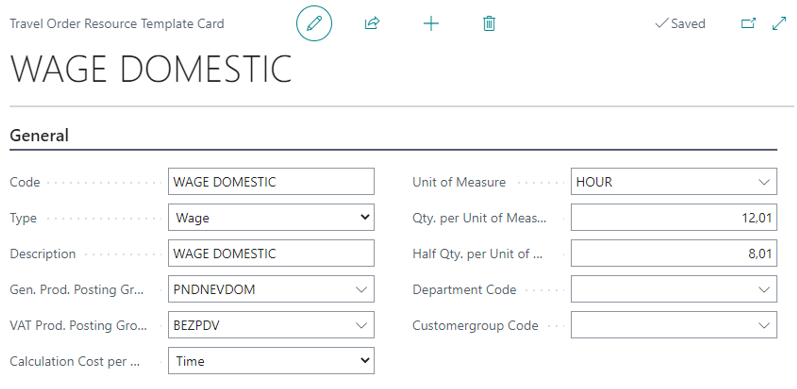 Travel Order Resource Template Card
Saved
WAGE DOMESTIC
General
Code WAGE DOMESTIC
Unit of Measure HOUR
Type Wage
Qty. per Unit of Meas... 12,01
Description WAGE DOMESTIC
Half Qty. per Unit of ... 8,01
Gen. Prod. Posting Gr... PNDNEVDOM
Department Code
VAT Prod. Posting Gro... BEZPDV
Customergroup Code
Calculation Cost per ... Time